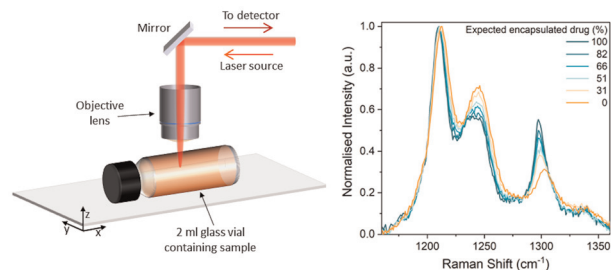 Mirror
To detector
Laser source
Objective
lens
2 ml glass vial
containing sample
z
y
x
Normalised Intensity (a.u.)
1.0
0.8
0.6
0.4
0.2
0.0
Expected encapsulated drug (%)
100
82
66
51
31
0
1200
1250
1300
1350
Raman Shift (cm⁻¹)